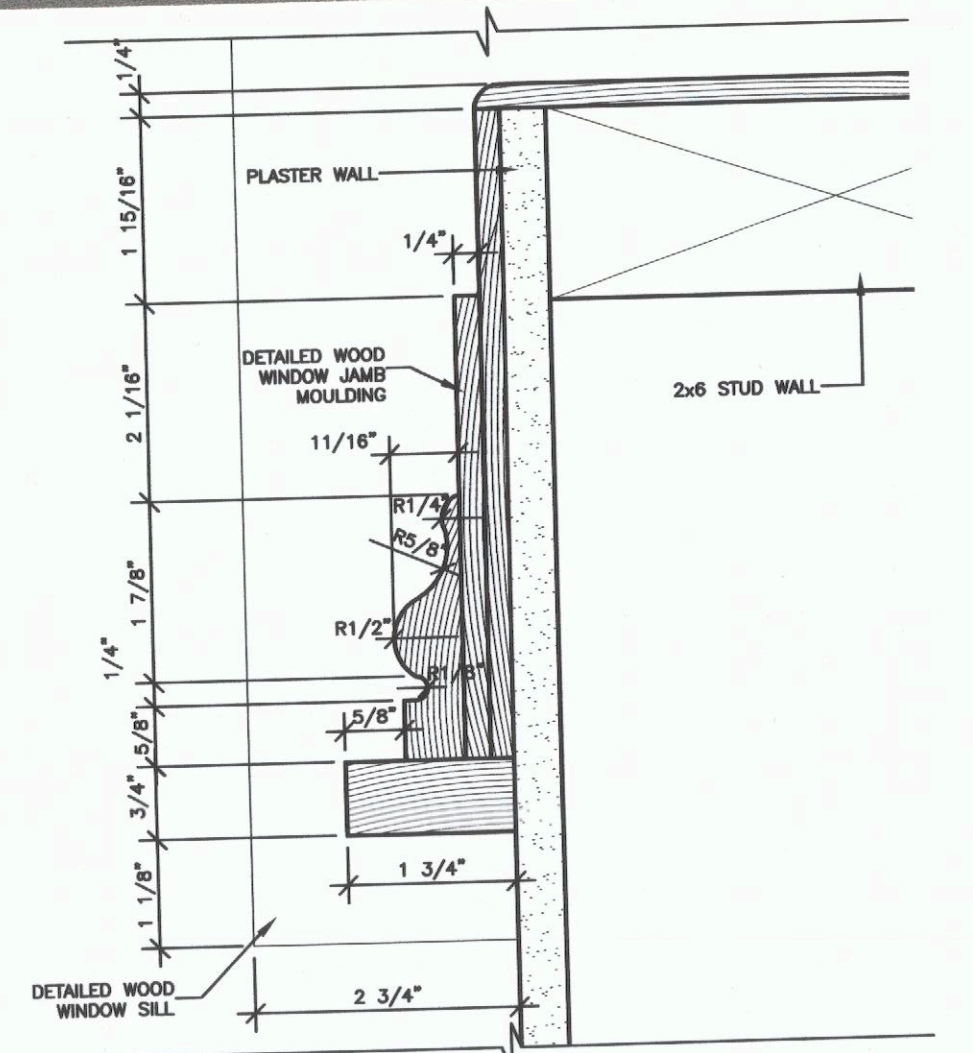 1/4"
PLASTER WALL
1 15/16"
1/4"
DETAILED WOOD
WINDOW JAMB
MOULDING
2x6 STUD WALL
2 1/16"
11/16"
R1/4"
R5/8"
1 7/8"
R1/2"
1/4"
R1/8"
5/8"
5/8"
3/4"
1 3/4"
1 1/8"
DETAILED WOOD
WINDOW SILL
2 3/4"